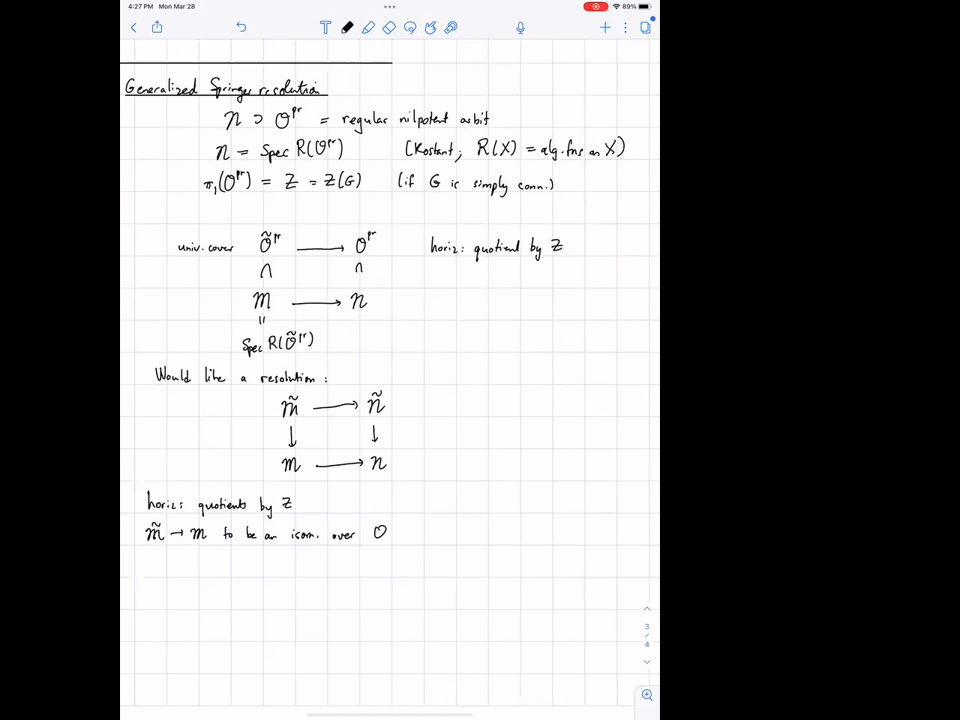 4:27 PM Mon Mar 28 ... 89%
Generalized Springer resolution
𝒩 ⊃ 𝒪^pr = regular nilpotent orbit
𝒩 = Spec R(𝒪^pr) (Kostant; R(X) = alg. fns on X)
π₁(𝒪^pr) = Z = Z(G) (if G is simply conn.)
univ. cover 𝒪̃^pr ⟶ 𝒪^pr horiz: quotient by Z
∩ ∩
ℳ ⟶ 𝒩
=
Spec R(𝒪̃^pr)
Would like a resolution:
ℳ̃ ⟶ 𝒩̃
↓ ↓
ℳ ⟶ 𝒩
horiz: quotients by Z
ℳ̃ → ℳ to be an isom. over 𝒪
3
/
4